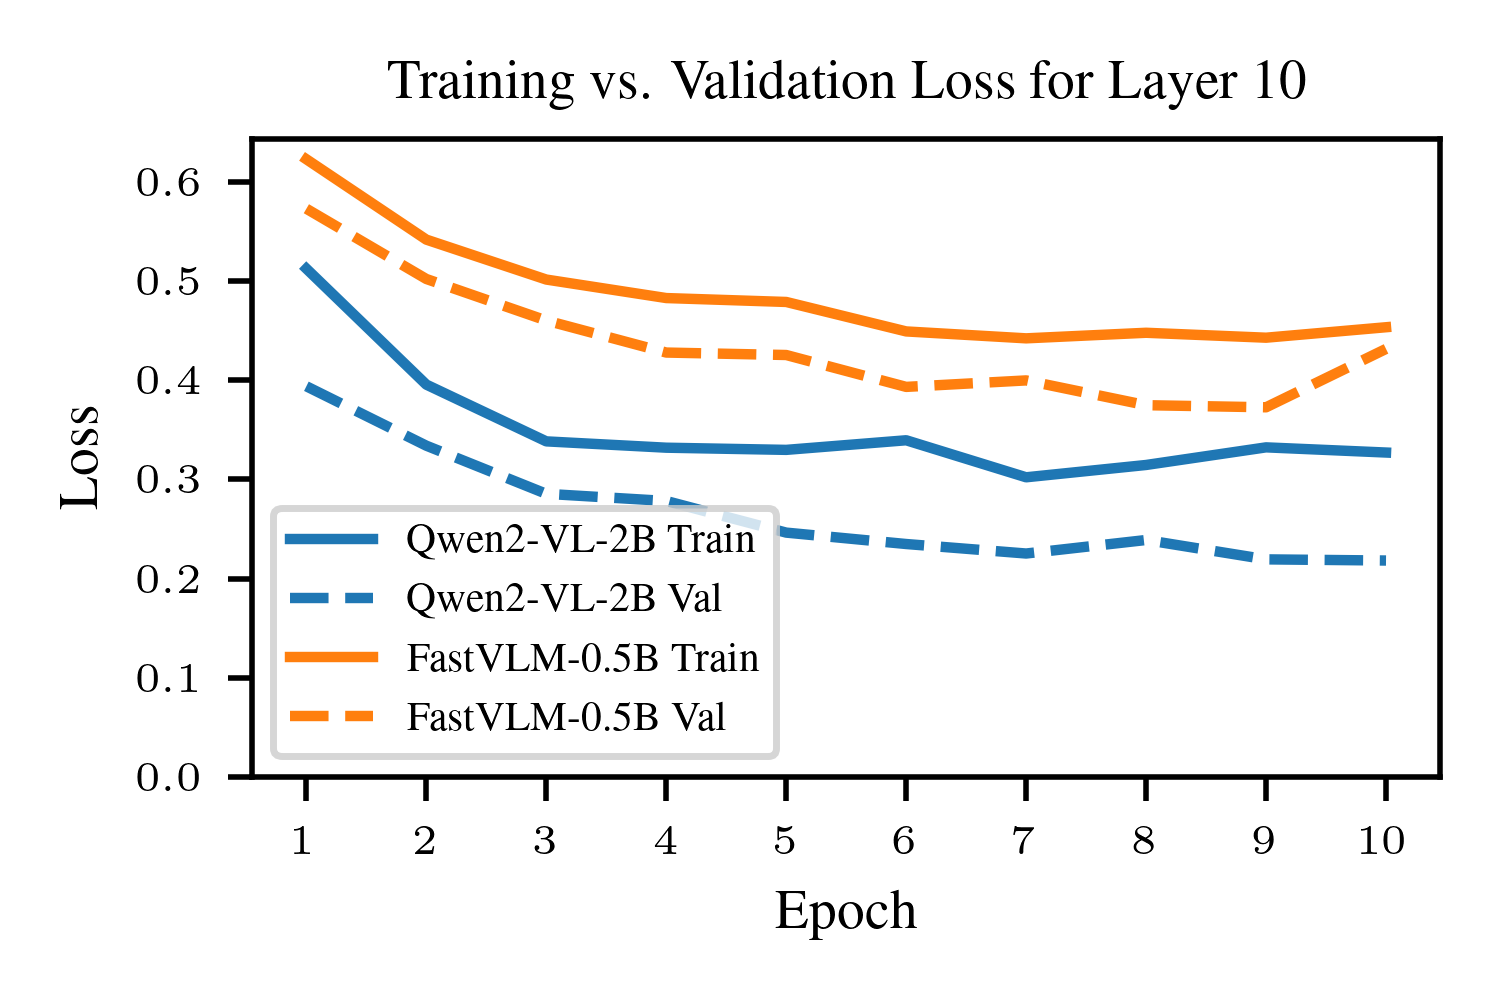 Training vs. Validation Loss for Layer 10
0.6
0.5
0.4
0.3
0.2
0.1
0.0
Loss
Qwen2-VL-2B Train
Qwen2-VL-2B Val
FastVLM-0.5B Train
FastVLM-0.5B Val
1 2 3 4 5 6 7 8 9 10
Epoch